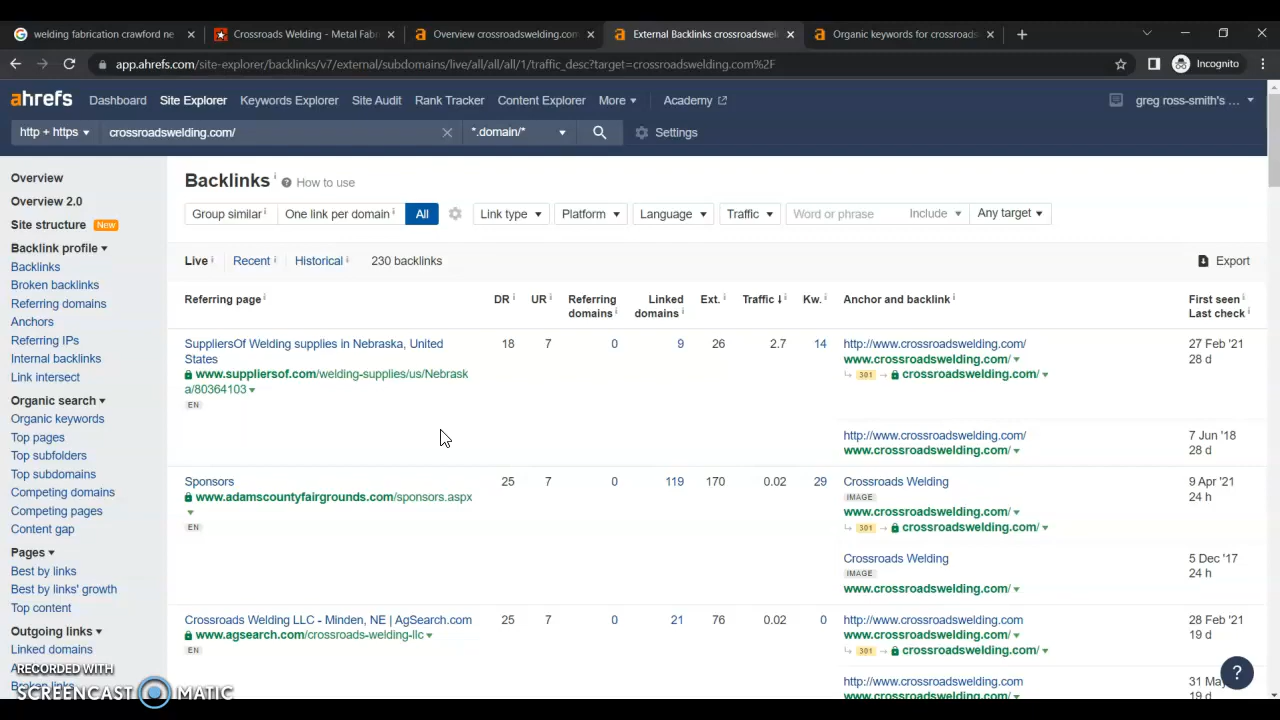 welding fabrication crawford ne
Crossroads Welding - Metal Fabri
Overview crossroadswelding.com
External Backlinks crossroadswel
Organic keywords for crossroads
app.ahrefs.com/site-explorer/backlinks/v7/external/subdomains/live/all/all/all/1/traffic_desc?target=crossroadswelding.com%2F
Incognito
ahrefs Dashboard Site Explorer Keywords Explorer Site Audit Rank Tracker Content Explorer More Academy
greg ross-smith's ...
http + https crossroadswelding.com/ *.domain/* Settings
Overview
Overview 2.0
Site structure New
Backlink profile
Backlinks
Broken backlinks
Referring domains
Anchors
Referring IPs
Internal backlinks
Link intersect
Organic search
Organic keywords
Top pages
Top subfolders
Top subdomains
Competing domains
Competing pages
Content gap
Pages
Best by links
Best by links' growth
Top content
Outgoing links
Linked domains
RECORDED WITH
SCREENCAST MATIC
Backlinks How to use
Group similar One link per domain All Link type Platform Language Traffic Word or phrase Include Any target
Live Recent Historical 230 backlinks Export
Referring page DR UR Referring domains Linked domains Ext. Traffic Kw. Anchor and backlink First seen Last check
SuppliersOf Welding supplies in Nebraska, United 18 7 0 9 26 2.7 14 http://www.crossroadswelding.com/ 27 Feb '21
States www.crossroadswelding.com/ 28 d
www.suppliersof.com/welding-supplies/us/Nebrask 301 crossroadswelding.com/
a/80364103
EN
http://www.crossroadswelding.com/ 7 Jun '18
www.crossroadswelding.com/ 28 d
Sponsors 25 7 0 119 170 0.02 29 Crossroads Welding 9 Apr '21
www.adamscountyfairgrounds.com/sponsors.aspx IMAGE 24 h
www.crossroadswelding.com/
EN 301 crossroadswelding.com/
Crossroads Welding 5 Dec '17
IMAGE 24 h
www.crossroadswelding.com/
Crossroads Welding LLC - Minden, NE | AgSearch.com 25 7 0 21 76 0.02 0 http://www.crossroadswelding.com 28 Feb '21
www.agsearch.com/crossroads-welding-llc www.crossroadswelding.com/ 19 d
EN 301 crossroadswelding.com/
http://www.crossroadswelding.com 31 May
www.crossroadswelding.com/ 19 d
?